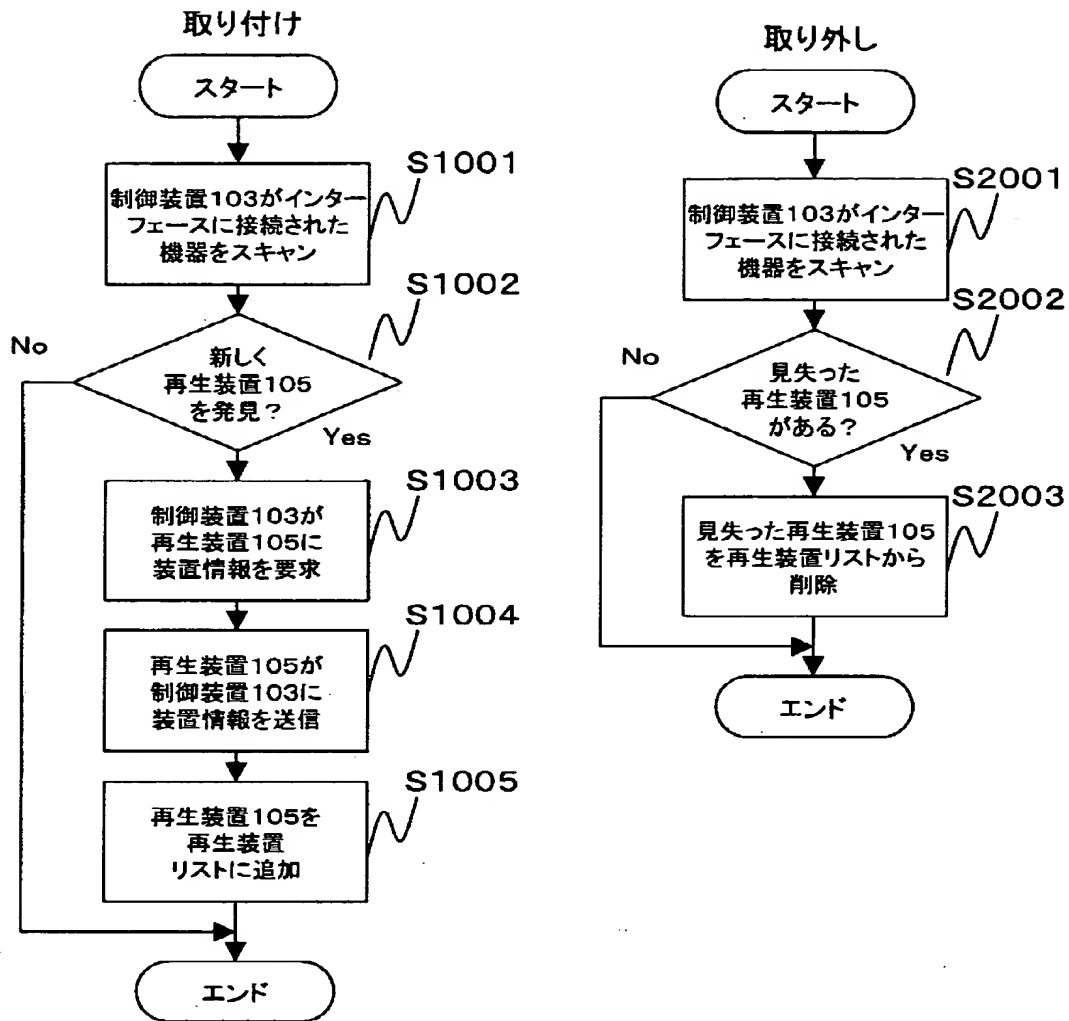 取り付け
スタート
S1001
制御装置103がインター
フェースに接続された
機器をスキャン
S1002
No
新しく
再生装置105
を発見?
Yes
S1003
制御装置103が
再生装置105に
装置情報を要求
S1004
再生装置105が
制御装置103に
装置情報を送信
S1005
再生装置105を
再生装置
リストに追加
エンド
取り外し
スタート
S2001
制御装置103がインター
フェースに接続された
機器をスキャン
S2002
No
見失った
再生装置105
がある?
Yes
S2003
見失った再生装置105
を再生装置リストから
削除
エンド